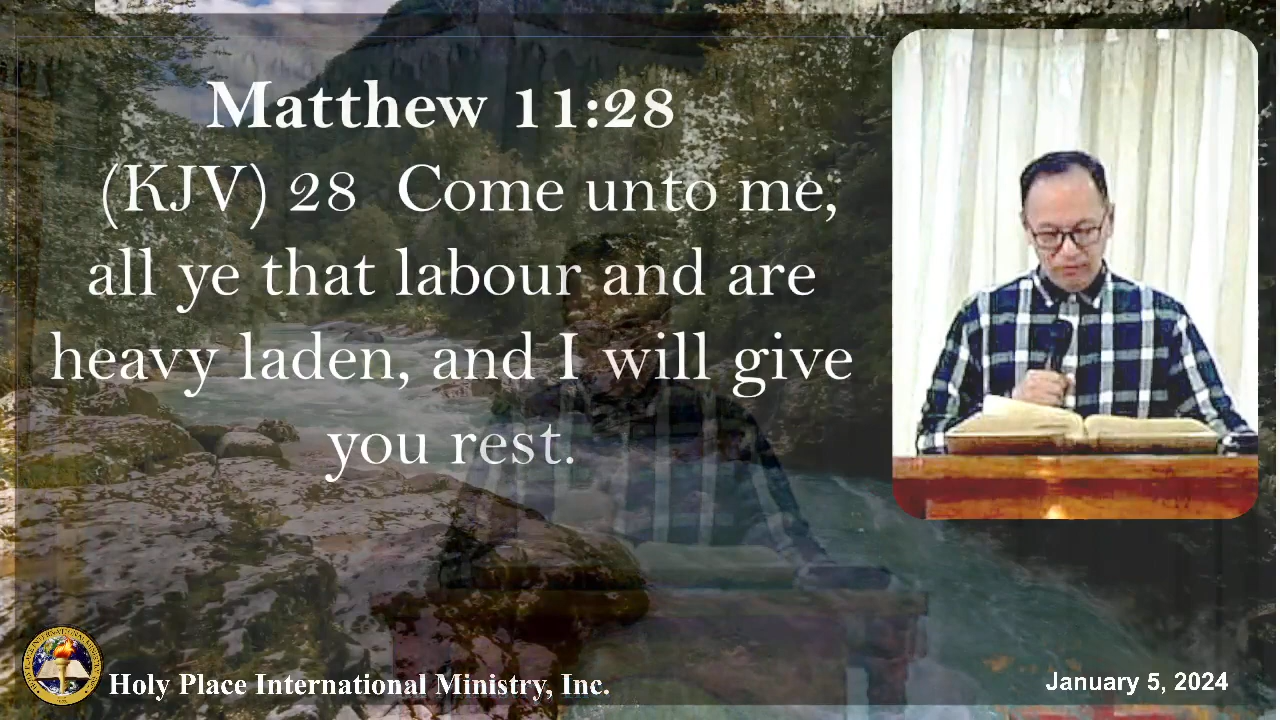 Matthew 11:28
(KJV) 28 Come unto me,
all ye that labour and are
heavy laden, and I will give
you rest.
Holy Place International Ministry, Inc.
January 5, 2024